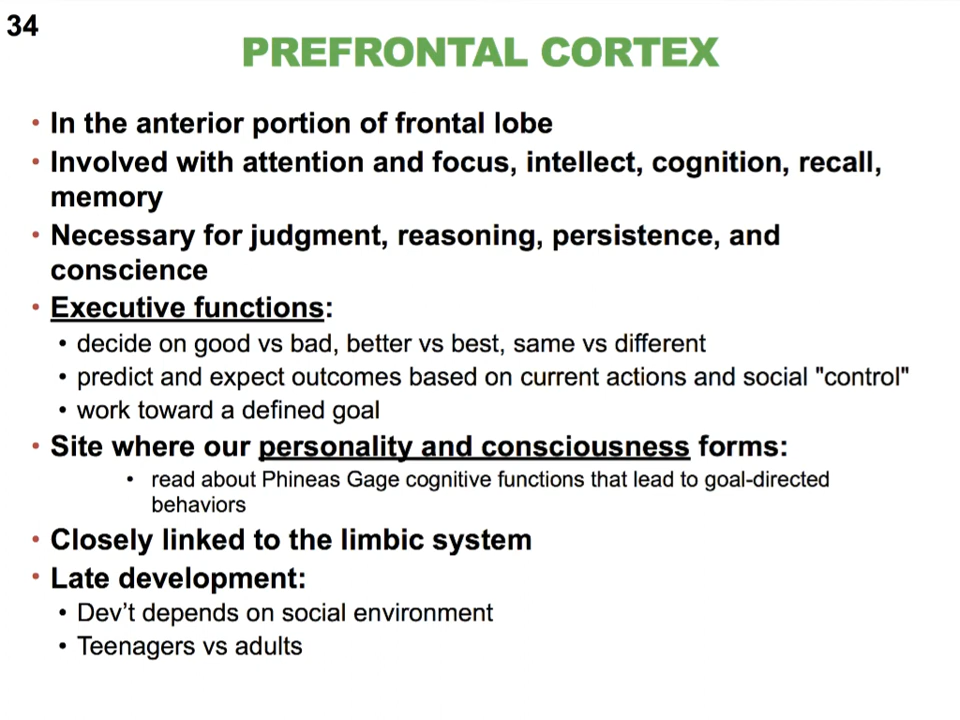 34
PREFRONTAL CORTEX
• In the anterior portion of frontal lobe
• Involved with attention and focus, intellect, cognition, recall,
memory
• Necessary for judgment, reasoning, persistence, and
conscience
• Executive functions:
• decide on good vs bad, better vs best, same vs different
• predict and expect outcomes based on current actions and social "control"
• work toward a defined goal
• Site where our personality and consciousness forms:
• read about Phineas Gage cognitive functions that lead to goal-directed
behaviors
• Closely linked to the limbic system
• Late development:
• Dev’t depends on social environment
• Teenagers vs adults